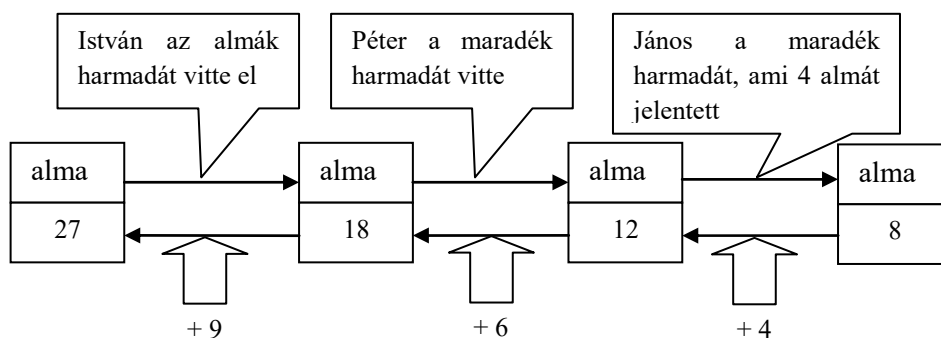 István az almák
harmadát vitte el
Péter a maradék
harmadát vitte
János a maradék
harmadát, ami 4 almát
jelentett
alma
alma
alma
alma
27
18
12
8
+ 9
+ 6
+ 4